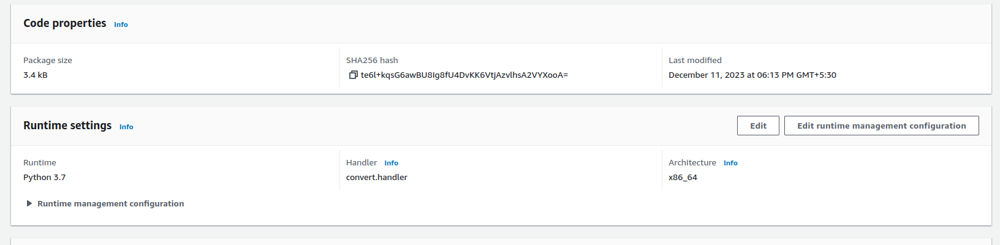 Code properties Info
Package size
3.4 kB
SHA256 hash
te6l+kqsG6awBU8Ig8fU4DvKK6VtjAzvlhsA2VYXooA=
Last modified
December 11, 2023 at 06:13 PM GMT+5:30
Runtime settings Info
Edit
Edit runtime management configuration
Runtime
Python 3.7
Handler Info
convert.handler
Architecture Info
x86_64
Runtime management configuration